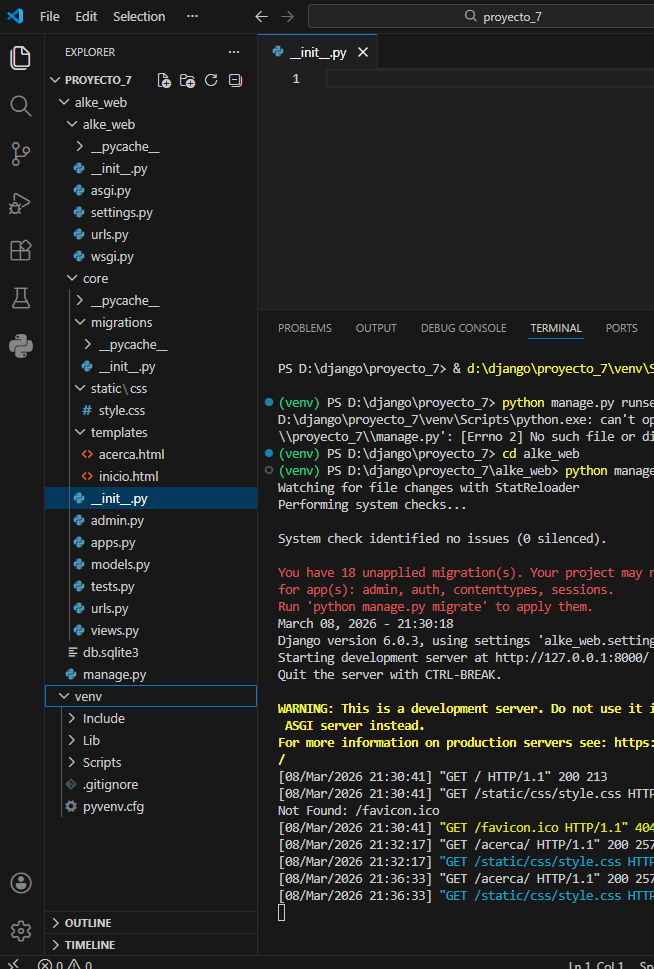 File Edit Selection ··· proyecto_7
EXPLORER ···
PROYECTO_7
alke_web
alke_web
__pycache__
__init__.py
asgi.py
settings.py
urls.py
wsgi.py
core
__pycache__
migrations
__pycache__
__init__.py
static\css
# style.css
templates
<> acerca.html
<> inicio.html
__init__.py
admin.py
apps.py
models.py
tests.py
urls.py
views.py
db.sqlite3
manage.py
venv
Include
Lib
Scripts
.gitignore
pyvenv.cfg
OUTLINE
TIMELINE
__init__.py
1
PROBLEMS OUTPUT DEBUG CONSOLE TERMINAL PORTS
PS D:\django\proyecto_7> & d:\django\proyecto_7\venv\S
(venv) PS D:\django\proyecto_7> python manage.py runse
D:\django\proyecto_7\venv\Scripts\python.exe: can't op
\\proyecto_7\\manage.py': [Errno 2] No such file or di
(venv) PS D:\django\proyecto_7> cd alke_web
(venv) PS D:\django\proyecto_7\alke_web> python manage
Watching for file changes with StatReloader
Performing system checks...
System check identified no issues (0 silenced).
You have 18 unapplied migration(s). Your project may n
for app(s): admin, auth, contenttypes, sessions.
Run 'python manage.py migrate' to apply them.
March 08, 2026 - 21:30:18
Django version 6.0.3, using settings 'alke_web.setting
Starting development server at http://127.0.0.1:8000/
Quit the server with CTRL-BREAK.
WARNING: This is a development server. Do not use it i
ASGI server instead.
For more information on production servers see: https:
/
[08/Mar/2026 21:30:41] "GET / HTTP/1.1" 200 213
[08/Mar/2026 21:30:41] "GET /static/css/style.css HTTP
Not Found: /favicon.ico
[08/Mar/2026 21:30:41] "GET /favicon.ico HTTP/1.1" 404
[08/Mar/2026 21:32:17] "GET /acerca/ HTTP/1.1" 200 257
[08/Mar/2026 21:32:17] "GET /static/css/style.css HTTP
[08/Mar/2026 21:36:33] "GET /acerca/ HTTP/1.1" 200 257
[08/Mar/2026 21:36:33] "GET /static/css/style.css HTTP
0 0 Ln 1, Col 1